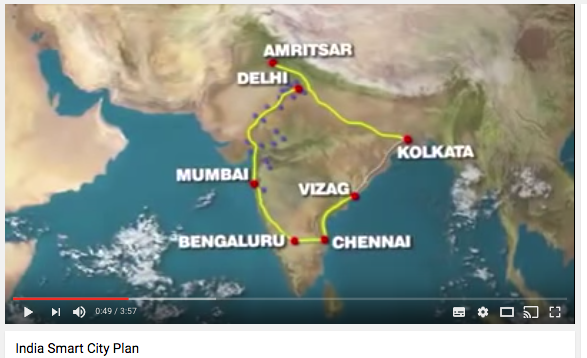 AMRITSAR
DELHI
KOLKATA
MUMBAI
VIZAG
BENGALURU
CHENNAI
0:49 / 3:57
India Smart City Plan